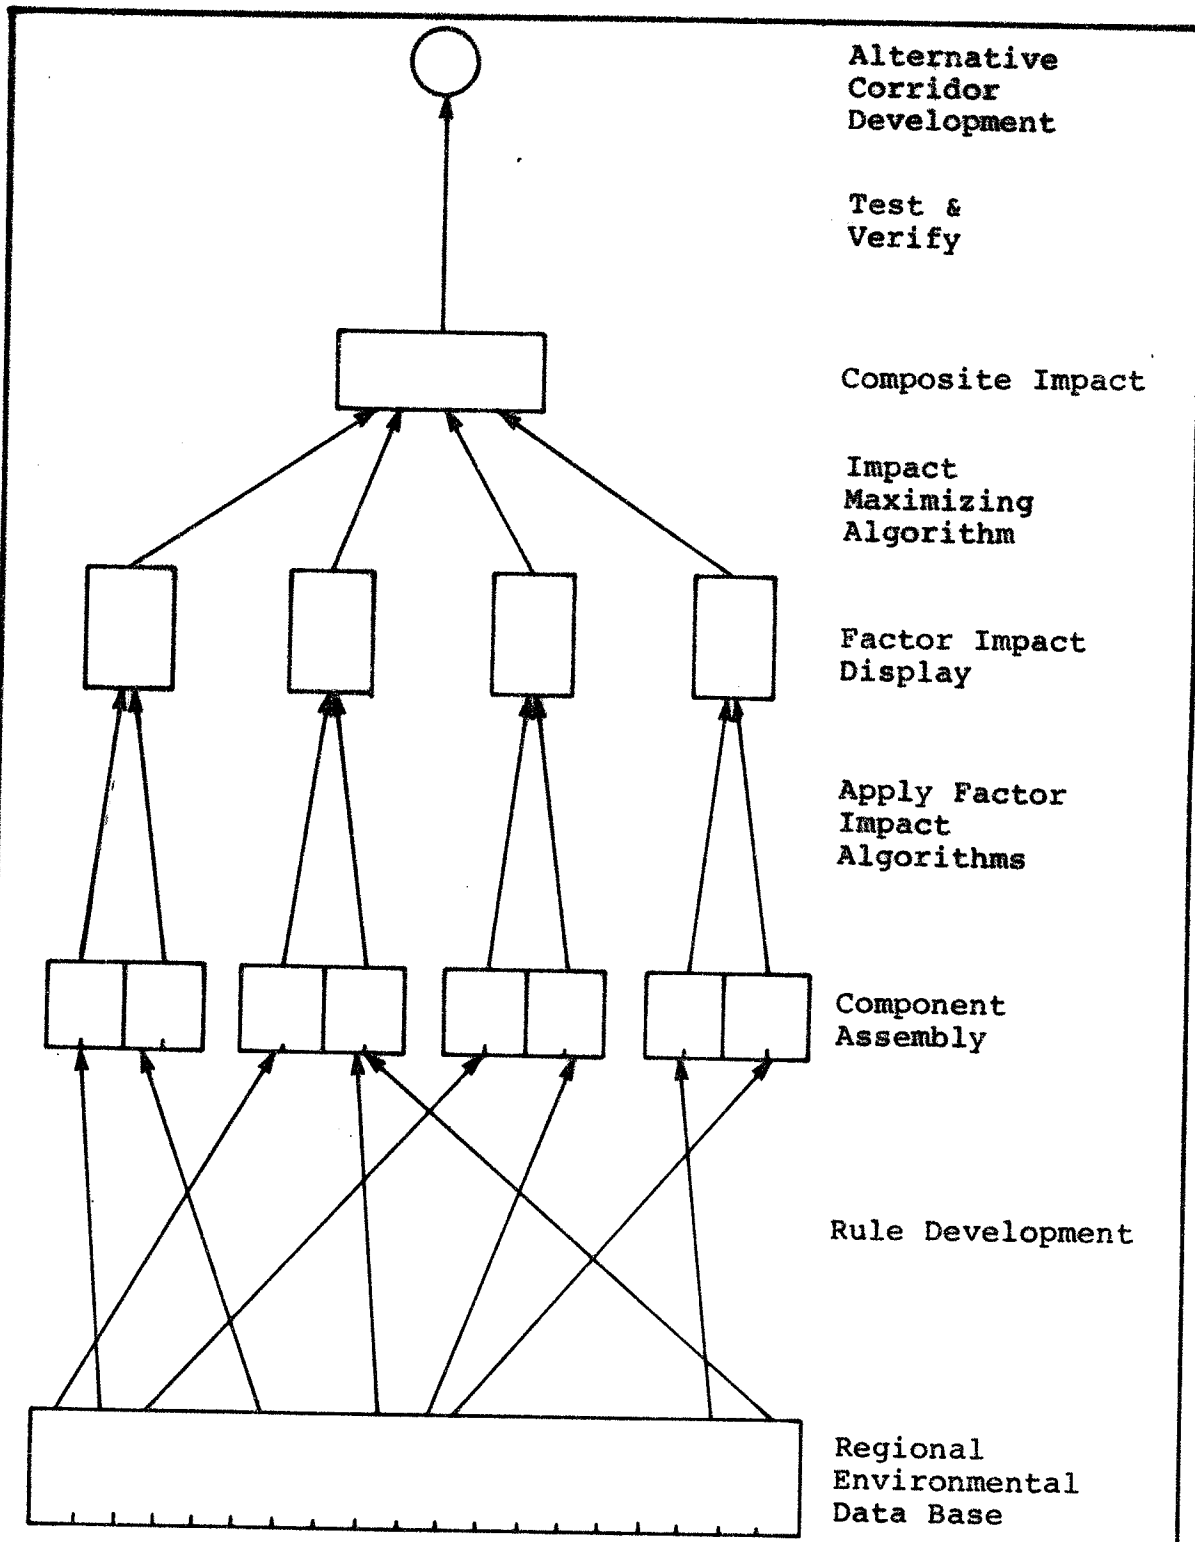 Alternative
Corridor
Development
Test &
Verify
Composite Impact
Impact
Maximizing
Algorithm
Factor Impact
Display
Apply Factor
Impact
Algorithms
Component
Assembly
Rule Development
Regional
Environmental
Data Base